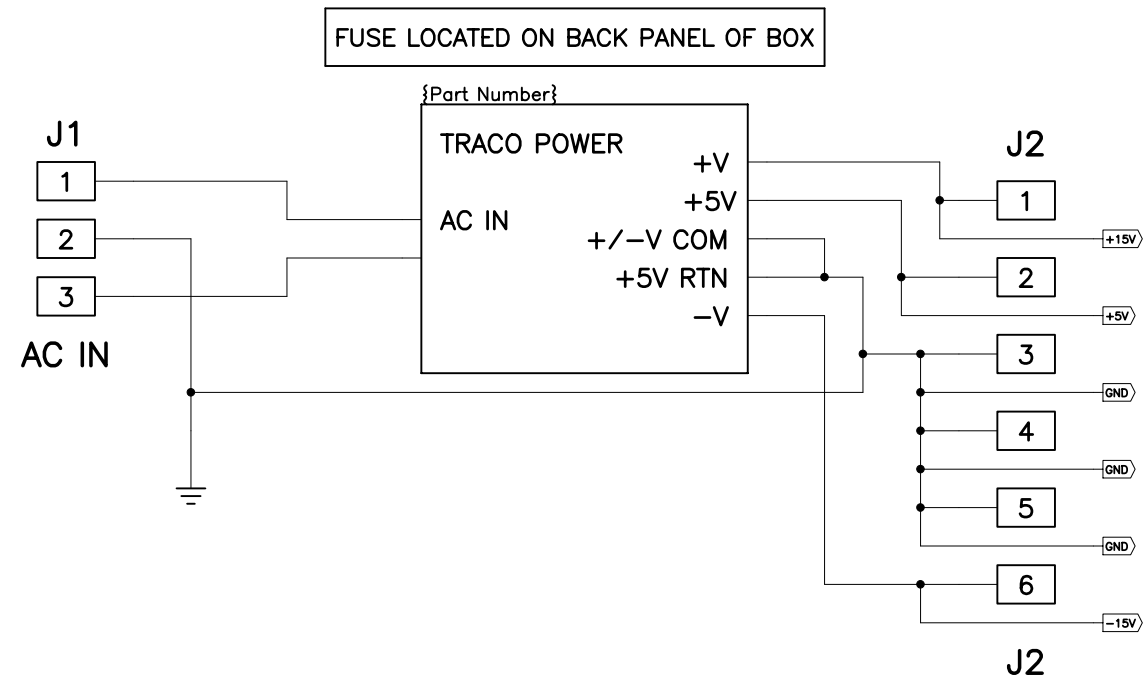 FUSE LOCATED ON BACK PANEL OF BOX
{Part Number}
J1
1
2
3
AC IN
TRACO POWER
AC IN
+V
+5V
+/-V COM
+5V RTN
-V
J2
1
+15V
2
+5V
3
GND
4
GND
5
GND
6
-15V
J2